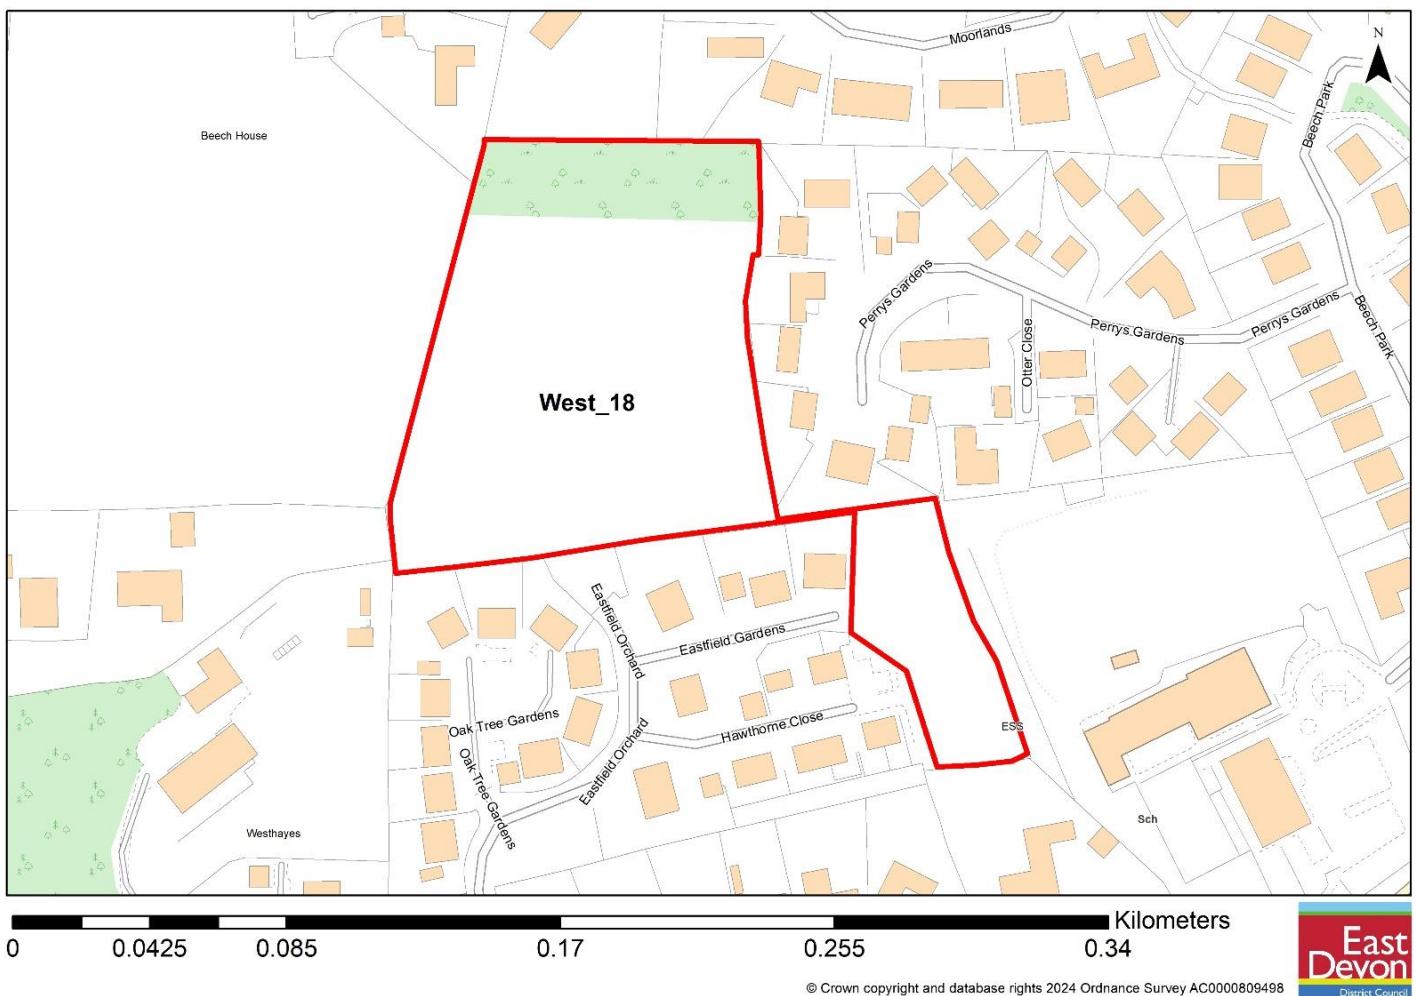 Moorlands
N
Beech House
Beech Park
Perrys Gardens
Perrys Gardens
Perrys Gardens
Otter Close
Beech Park
West_18
Eastfield Orchard
Eastfield Gardens
Oak Tree Gardens
Hawthorne Close
Eastfield Orchard
Oak Tree Gardens
ESS
Westhayes
Sch
Kilometers
0 0.0425 0.085 0.17 0.255 0.34
East
Devon
District Council
© Crown copyright and database rights 2024 Ordnance Survey AC0000809498